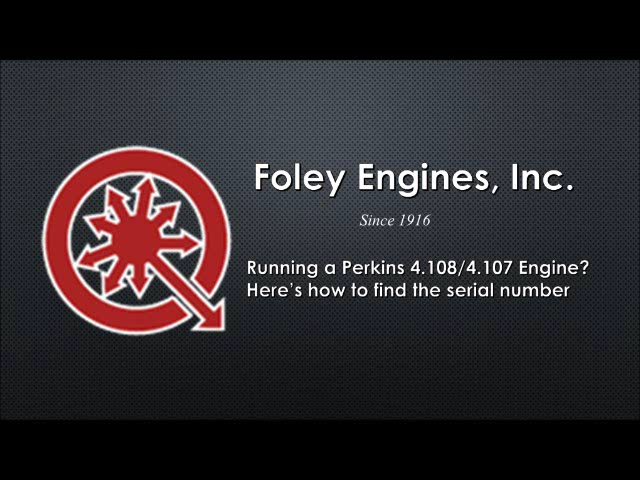 Foley Engines, Inc.
Since 1916
Running a Perkins 4.108/4.107 Engine?
Here’s how to find the serial number